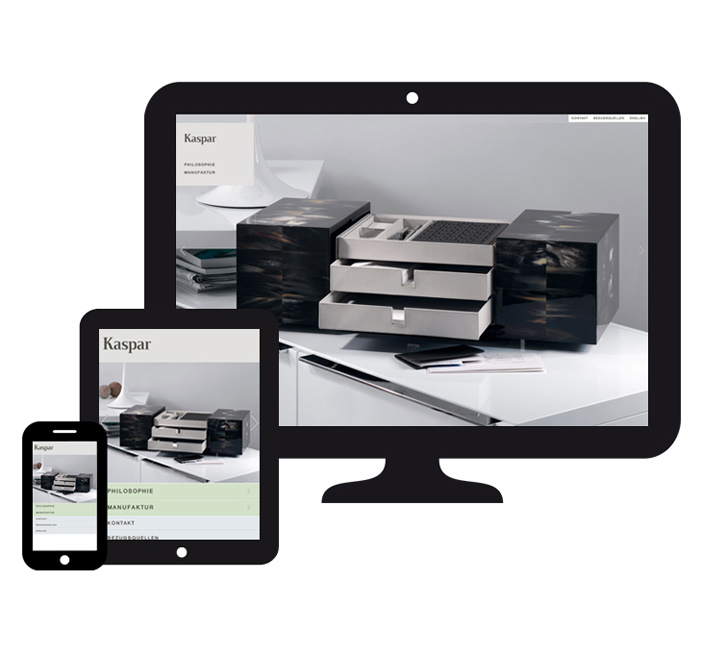 KONTAKT BEZUGSQUELLEN ENGLISH
Kaspar
PHILOSOPHIE
MANUFAKTUR
Kaspar
PHILOSOPHIE
MANUFAKTUR
KONTAKT
BEZUGSQUELLEN
Kaspar
PHILOSOPHIE
MANUFAKTUR
KONTAKT
BEZUGSQUELLEN
ENGLISH